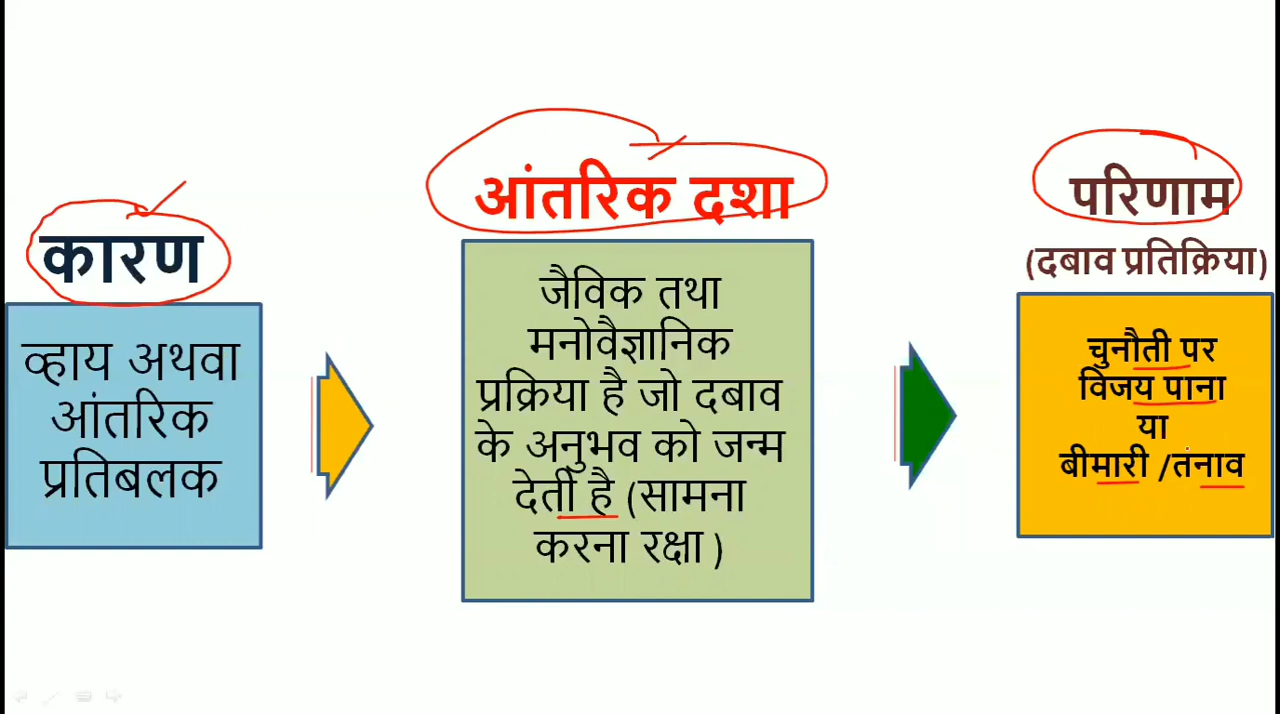 कारण
व्हाय अथवा
आंतरिक
प्रतिबलक
आंतरिक दशा
जैविक तथा
मनोवैज्ञानिक
प्रक्रिया है जो दबाव
के अनुभव को जन्म
देती है (सामना
करना रक्षा )
परिणाम
(दबाव प्रतिक्रिया)
चुनौती पर
विजय पाना
या
बीमारी /तनाव